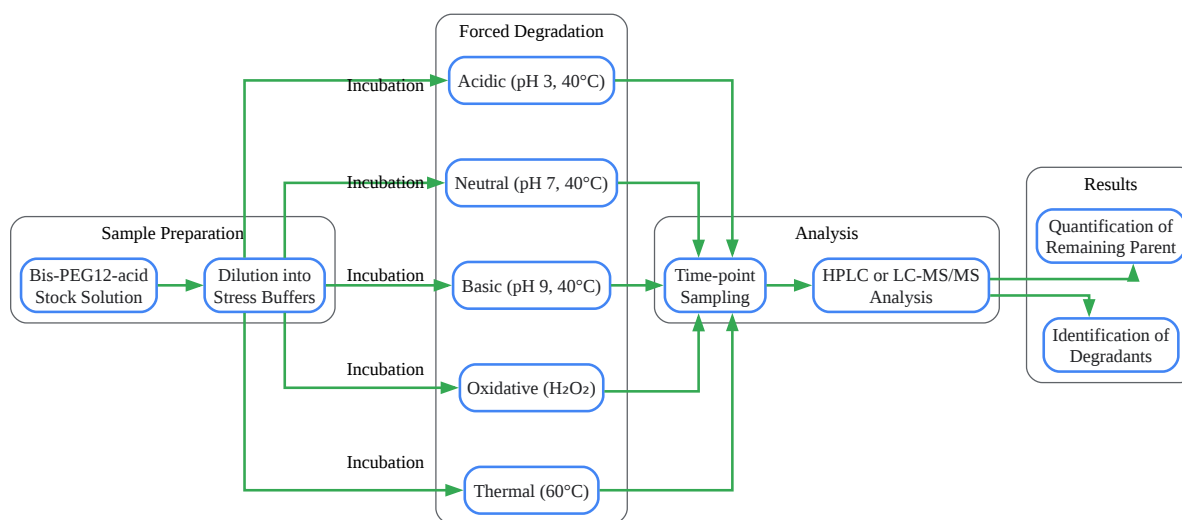 Sample Preparation
Bis-PEG12-acid
Stock Solution
Dilution into
Stress Buffers
Incubation
Incubation
Incubation
Incubation
Incubation
Forced Degradation
Acidic (pH 3, 40°C)
Neutral (pH 7, 40°C)
Basic (pH 9, 40°C)
Oxidative (H₂O₂)
Thermal (60°C)
Analysis
Time-point
Sampling
HPLC or LC-MS/MS
Analysis
Results
Quantification of
Remaining Parent
Identification of
Degradants